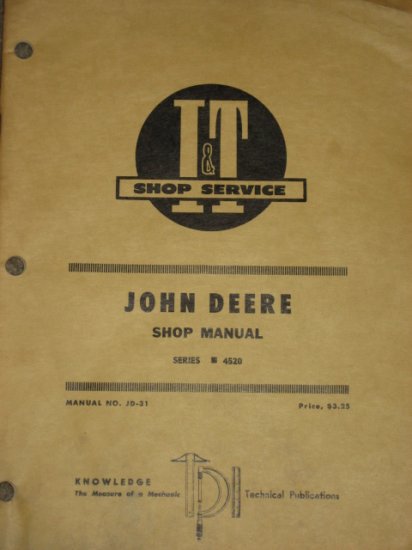 I&T
SHOP SERVICE
JOHN DEERE
SHOP MANUAL
SERIES ■ 4520
MANUAL NO. JD-31 Price, $3.25
KNOWLEDGE
The Measure of a Mechanic
TPI
Technical Publications